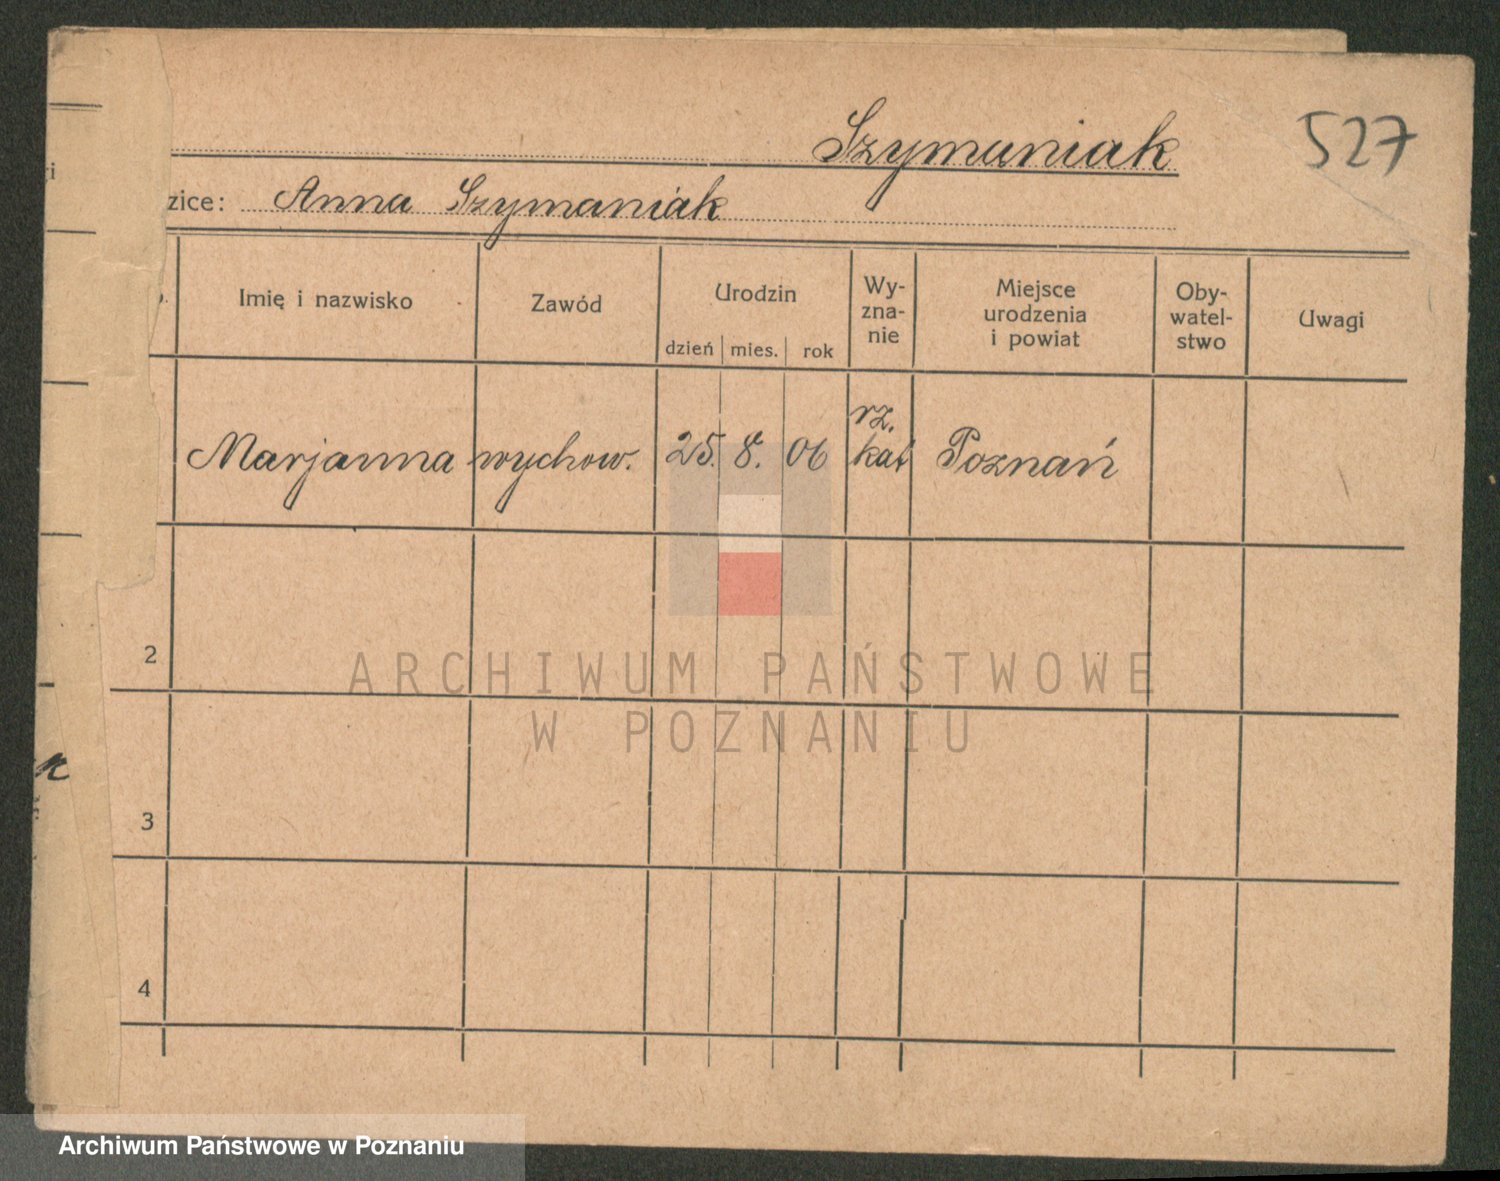 Szymaniak
527
zice: Anna Szymaniak
Imię i nazwisko
Zawód
Urodzin
dzień
mies.
rok
Wy-
zna-
nie
Miejsce
urodzenia
i powiat
Oby-
watel-
stwo
Uwagi
Marjanna
wychow.
25.
8.
06
rz.
kat
Poznań
2
3
4
ARCHIWUM PAŃSTWOWE
W POZNANIU
Archiwum Państwowe w Poznaniu